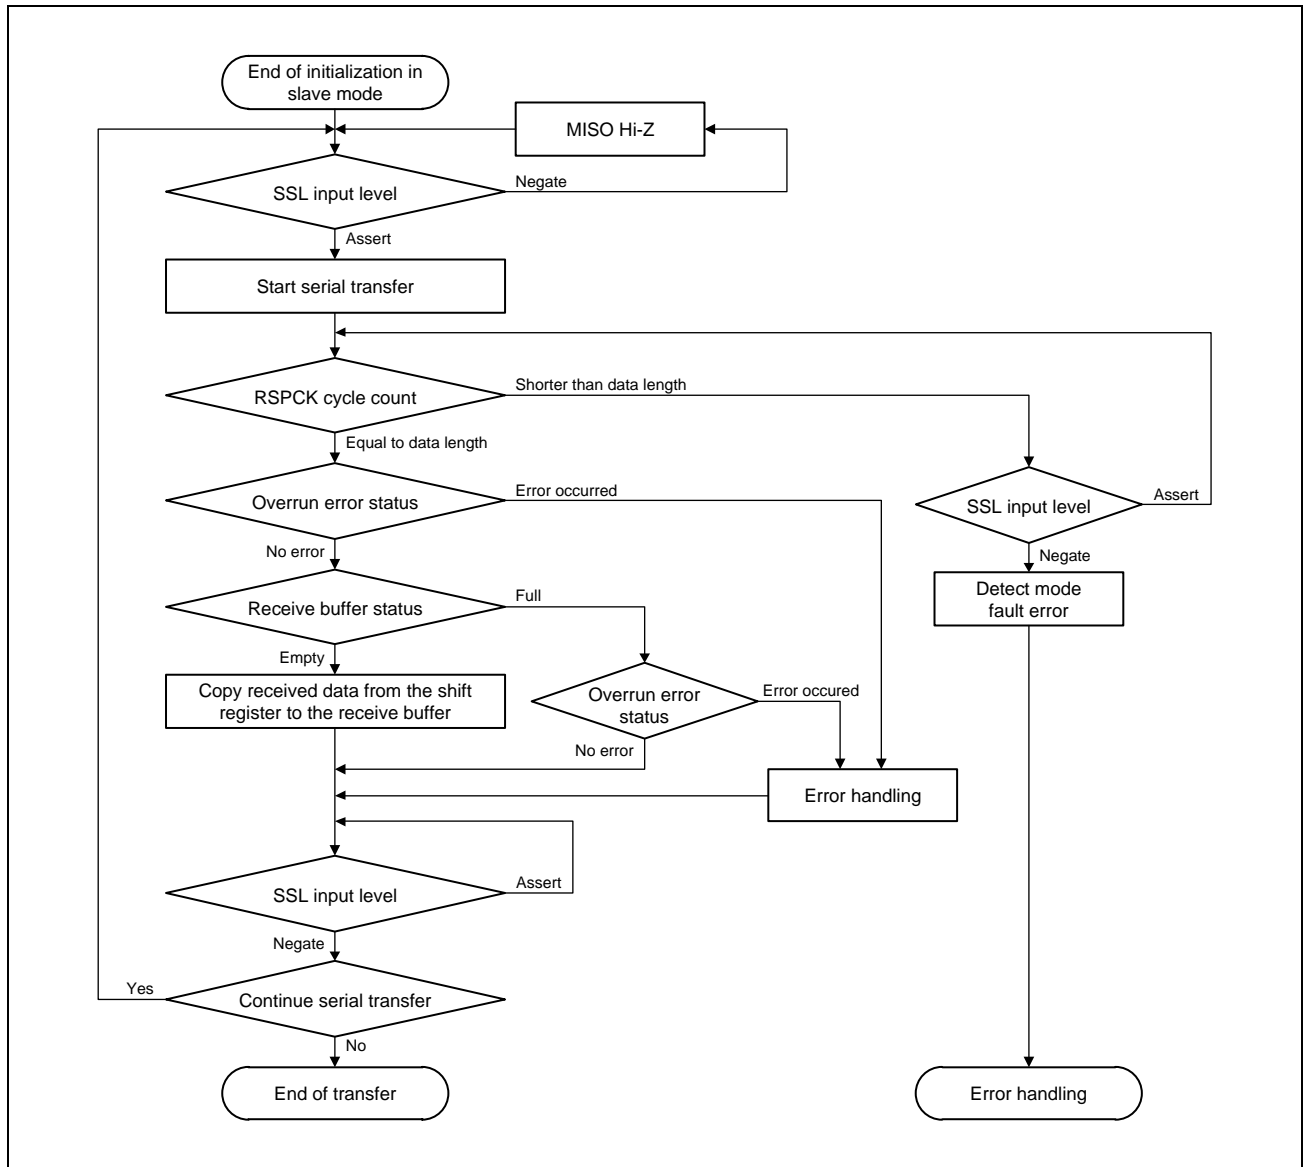 End of initialization in
slave mode
MISO Hi-Z
SSL input level
Negate
Assert
Start serial transfer
RSPCK cycle count
Shorter than data length
Equal to data length
Overrun error status
Error occurred
SSL input level
Assert
No error
Negate
Receive buffer status
Full
Detect mode
fault error
Empty
Copy received data from the shift
register to the receive buffer
Overrun error
status
Error occured
No error
Error handling
SSL input level
Assert
Negate
Yes
Continue serial transfer
No
End of transfer
Error handling